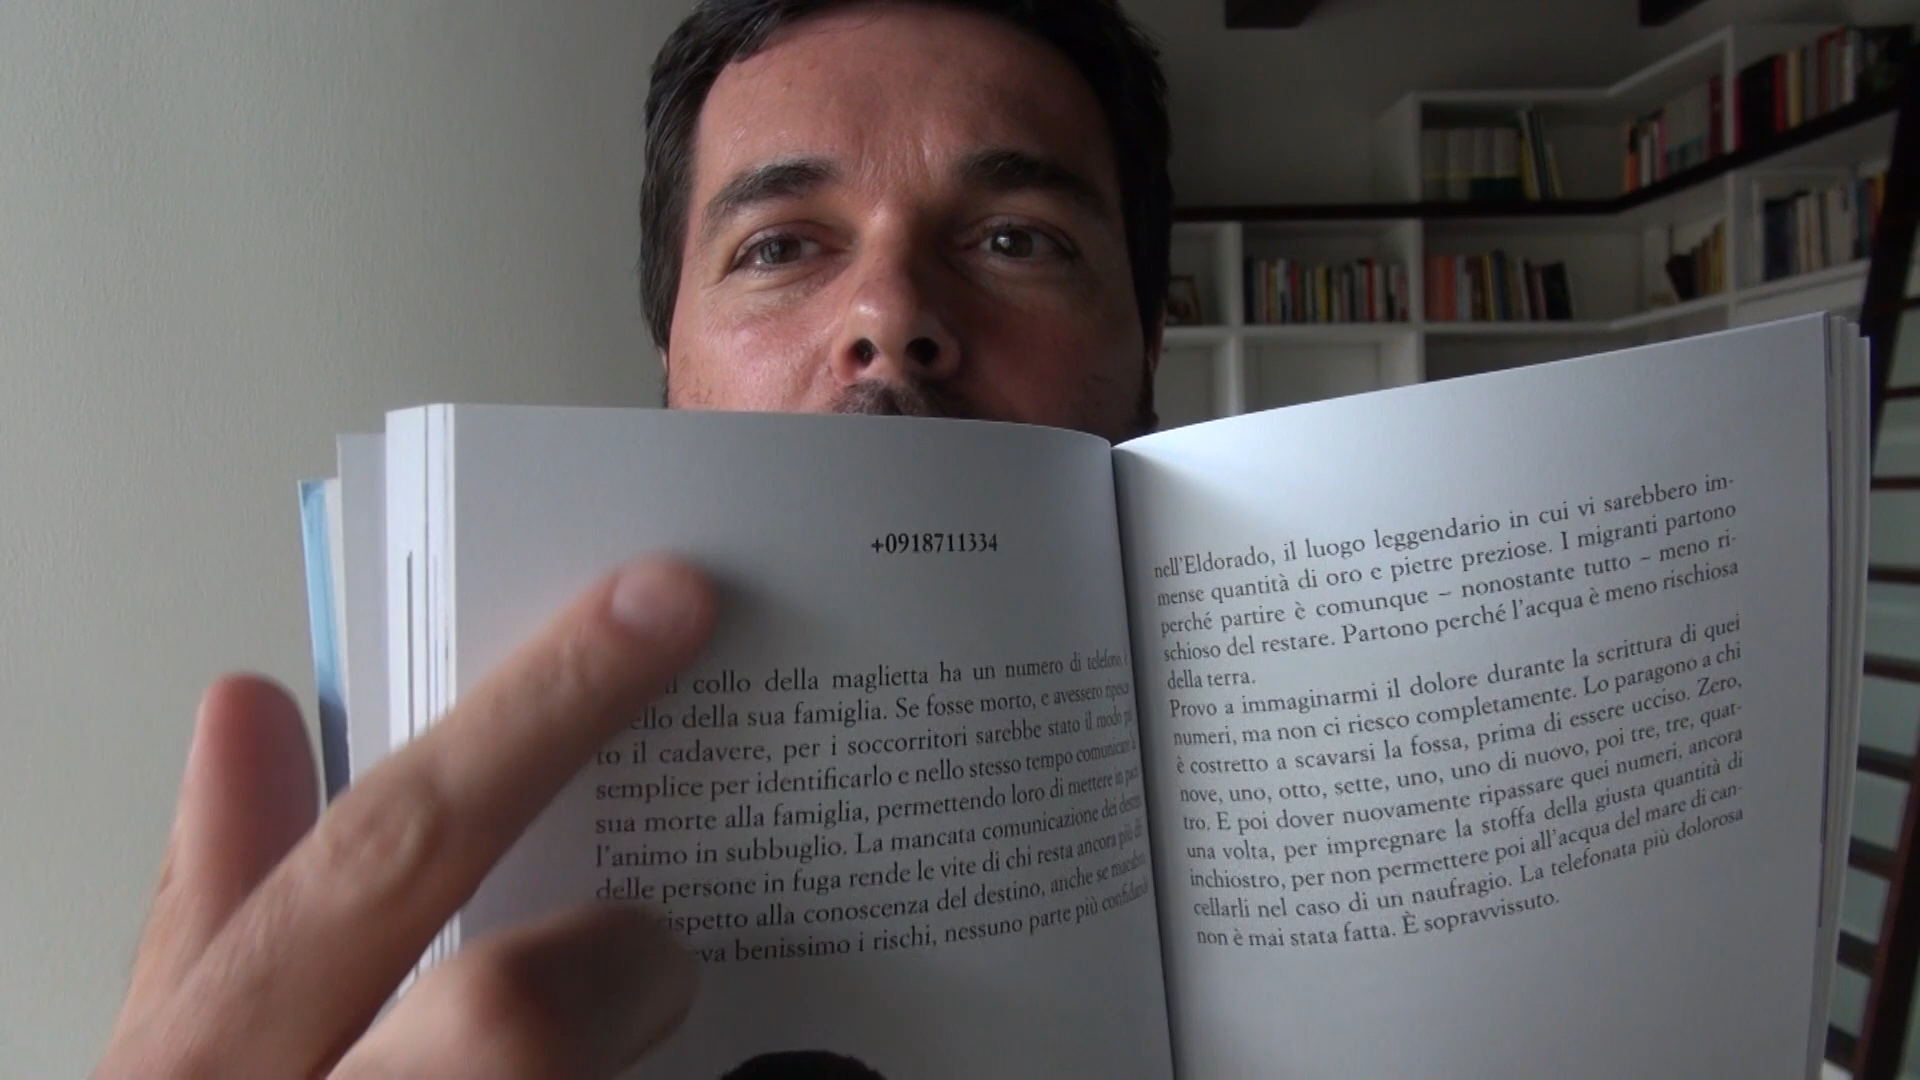 +0918711334
collo della maglietta ha un numero di telefono
della sua famiglia. Se fosse morto, e avessero
to il cadavere, per i soccorritori sarebbe stato il modo
semplice per identificarlo e nello stesso tempo comunicare
sua morte alla famiglia, permettendo loro di mettere in
l'animo in subbuglio. La mancata comunicazione dei
delle persone in fuga rende le vite di chi resta ancora più
rispetto alla conoscenza del destino, anche se
va benissimo i rischi, nessuno parte più
nell'Eldorado, il luogo leggendario in cui vi sarebbero im-
mense quantità di oro e pietre preziose. I migranti partono
perché partire è comunque – nonostante tutto – meno ri-
schioso del restare. Partono perché l'acqua è meno rischiosa
della terra.
Provo a immaginarmi il dolore durante la scrittura di quei
numeri, ma non ci riesco completamente. Lo paragono a chi
è costretto a scavarsi la fossa, prima di essere ucciso. Zero,
nove, uno, otto, sette, uno, uno di nuovo, poi tre, tre, quat-
tro. E poi dover nuovamente ripassare quei numeri, ancora
una volta, per impregnare la stoffa della giusta quantità di
inchiostro, per non permettere poi all'acqua del mare di can-
cellarli nel caso di un naufragio. La telefonata più dolorosa
non è mai stata fatta. È sopravvissuto.